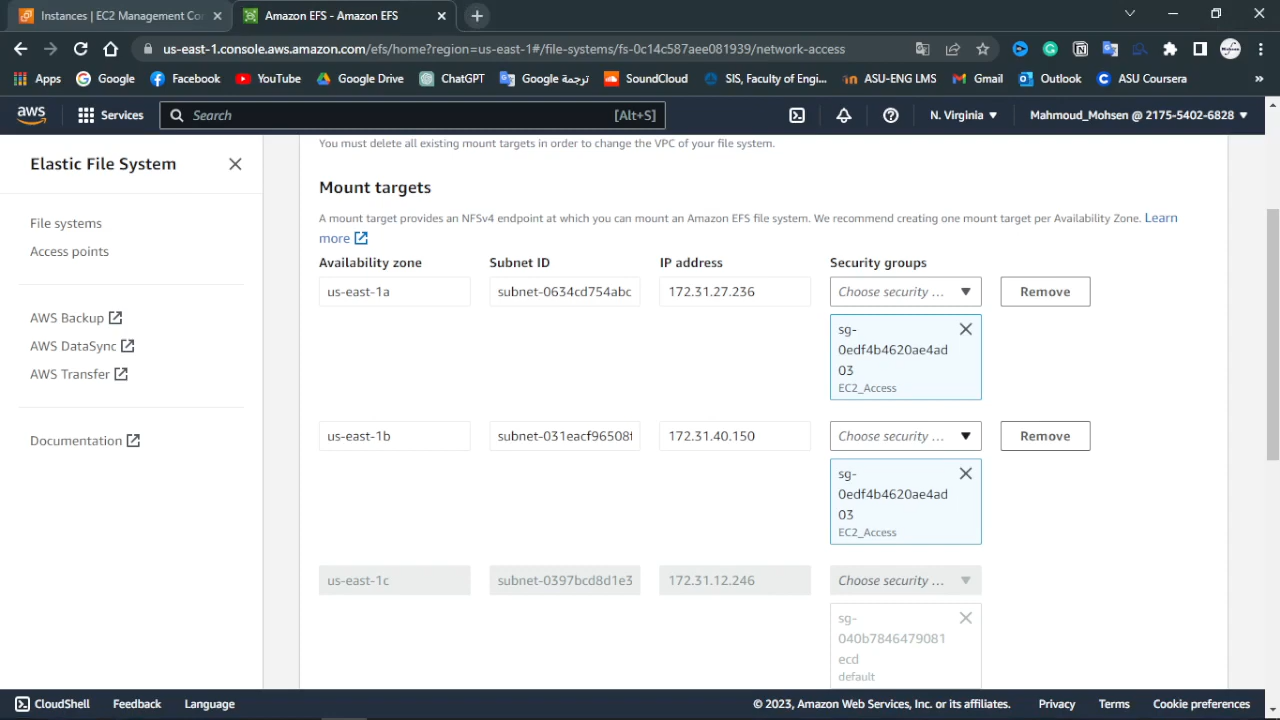 Instances | EC2 Management Co
Amazon EFS - Amazon EFS
us-east-1.console.aws.amazon.com/efs/home?region=us-east-1#/file-systems/fs-0c14c587aee081939/network-access
Apps
Google
Facebook
YouTube
Google Drive
ChatGPT
ترجمة Google
SoundCloud
SIS, Faculty of Engi...
ASU-ENG LMS
Gmail
Outlook
ASU Coursera
»
aws
Services
Search
[Alt+S]
N. Virginia
Mahmoud_Mohsen @ 2175-5402-6828
Elastic File System
File systems
Access points
AWS Backup
AWS DataSync
AWS Transfer
Documentation
You must delete all existing mount targets in order to change the VPC of your file system.
Mount targets
A mount target provides an NFSv4 endpoint at which you can mount an Amazon EFS file system. We recommend creating one mount target per Availability Zone. Learn
more
Availability zone Subnet ID IP address Security groups
us-east-1a subnet-0634cd754abc 172.31.27.236 Choose security ... Remove
sg-
0edf4b4620ae4ad
03
EC2_Access
us-east-1b subnet-031eacf96508f 172.31.40.150 Choose security ... Remove
sg-
0edf4b4620ae4ad
03
EC2_Access
us-east-1c subnet-0397bcd8d1e3 172.31.12.246 Choose security ...
sg-
040b7846479081
ecd
default
CloudShell Feedback Language © 2023, Amazon Web Services, Inc. or its affiliates. Privacy Terms Cookie preferences